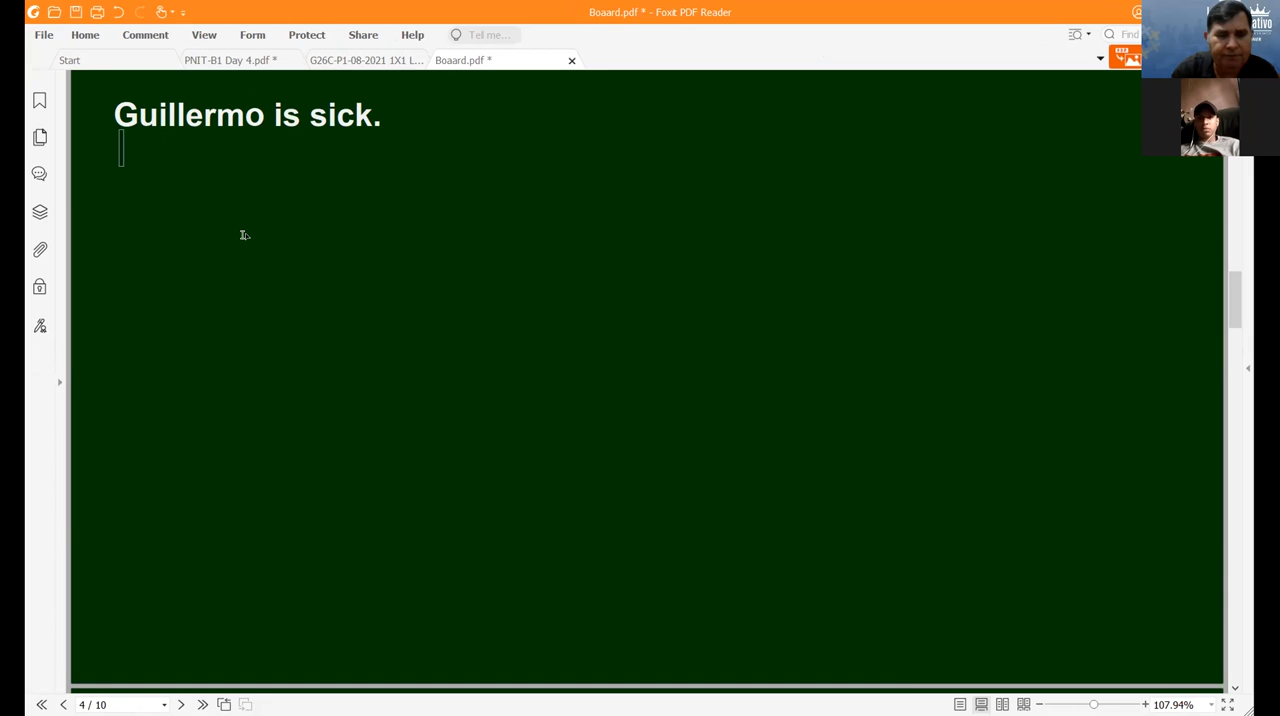 Boaard.pdf * - Foxit PDF Reader
File Home Comment View Form Protect Share Help Tell me... Find
Start PNIT-B1 Day 4.pdf * G26C-P1-08-2021 1X1 L... Boaard.pdf *
Guillermo is sick.
4 / 10
107.94%